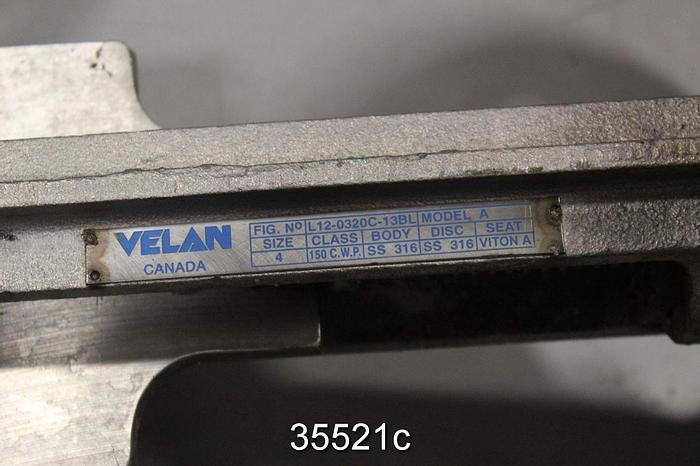 VELAN
CANADA
FIG. Nº L12-0320C-13BL MODEL A
SIZE CLASS BODY DISC SEAT
4 150 C.W.P. SS 316 SS 316 VITON A
35521c